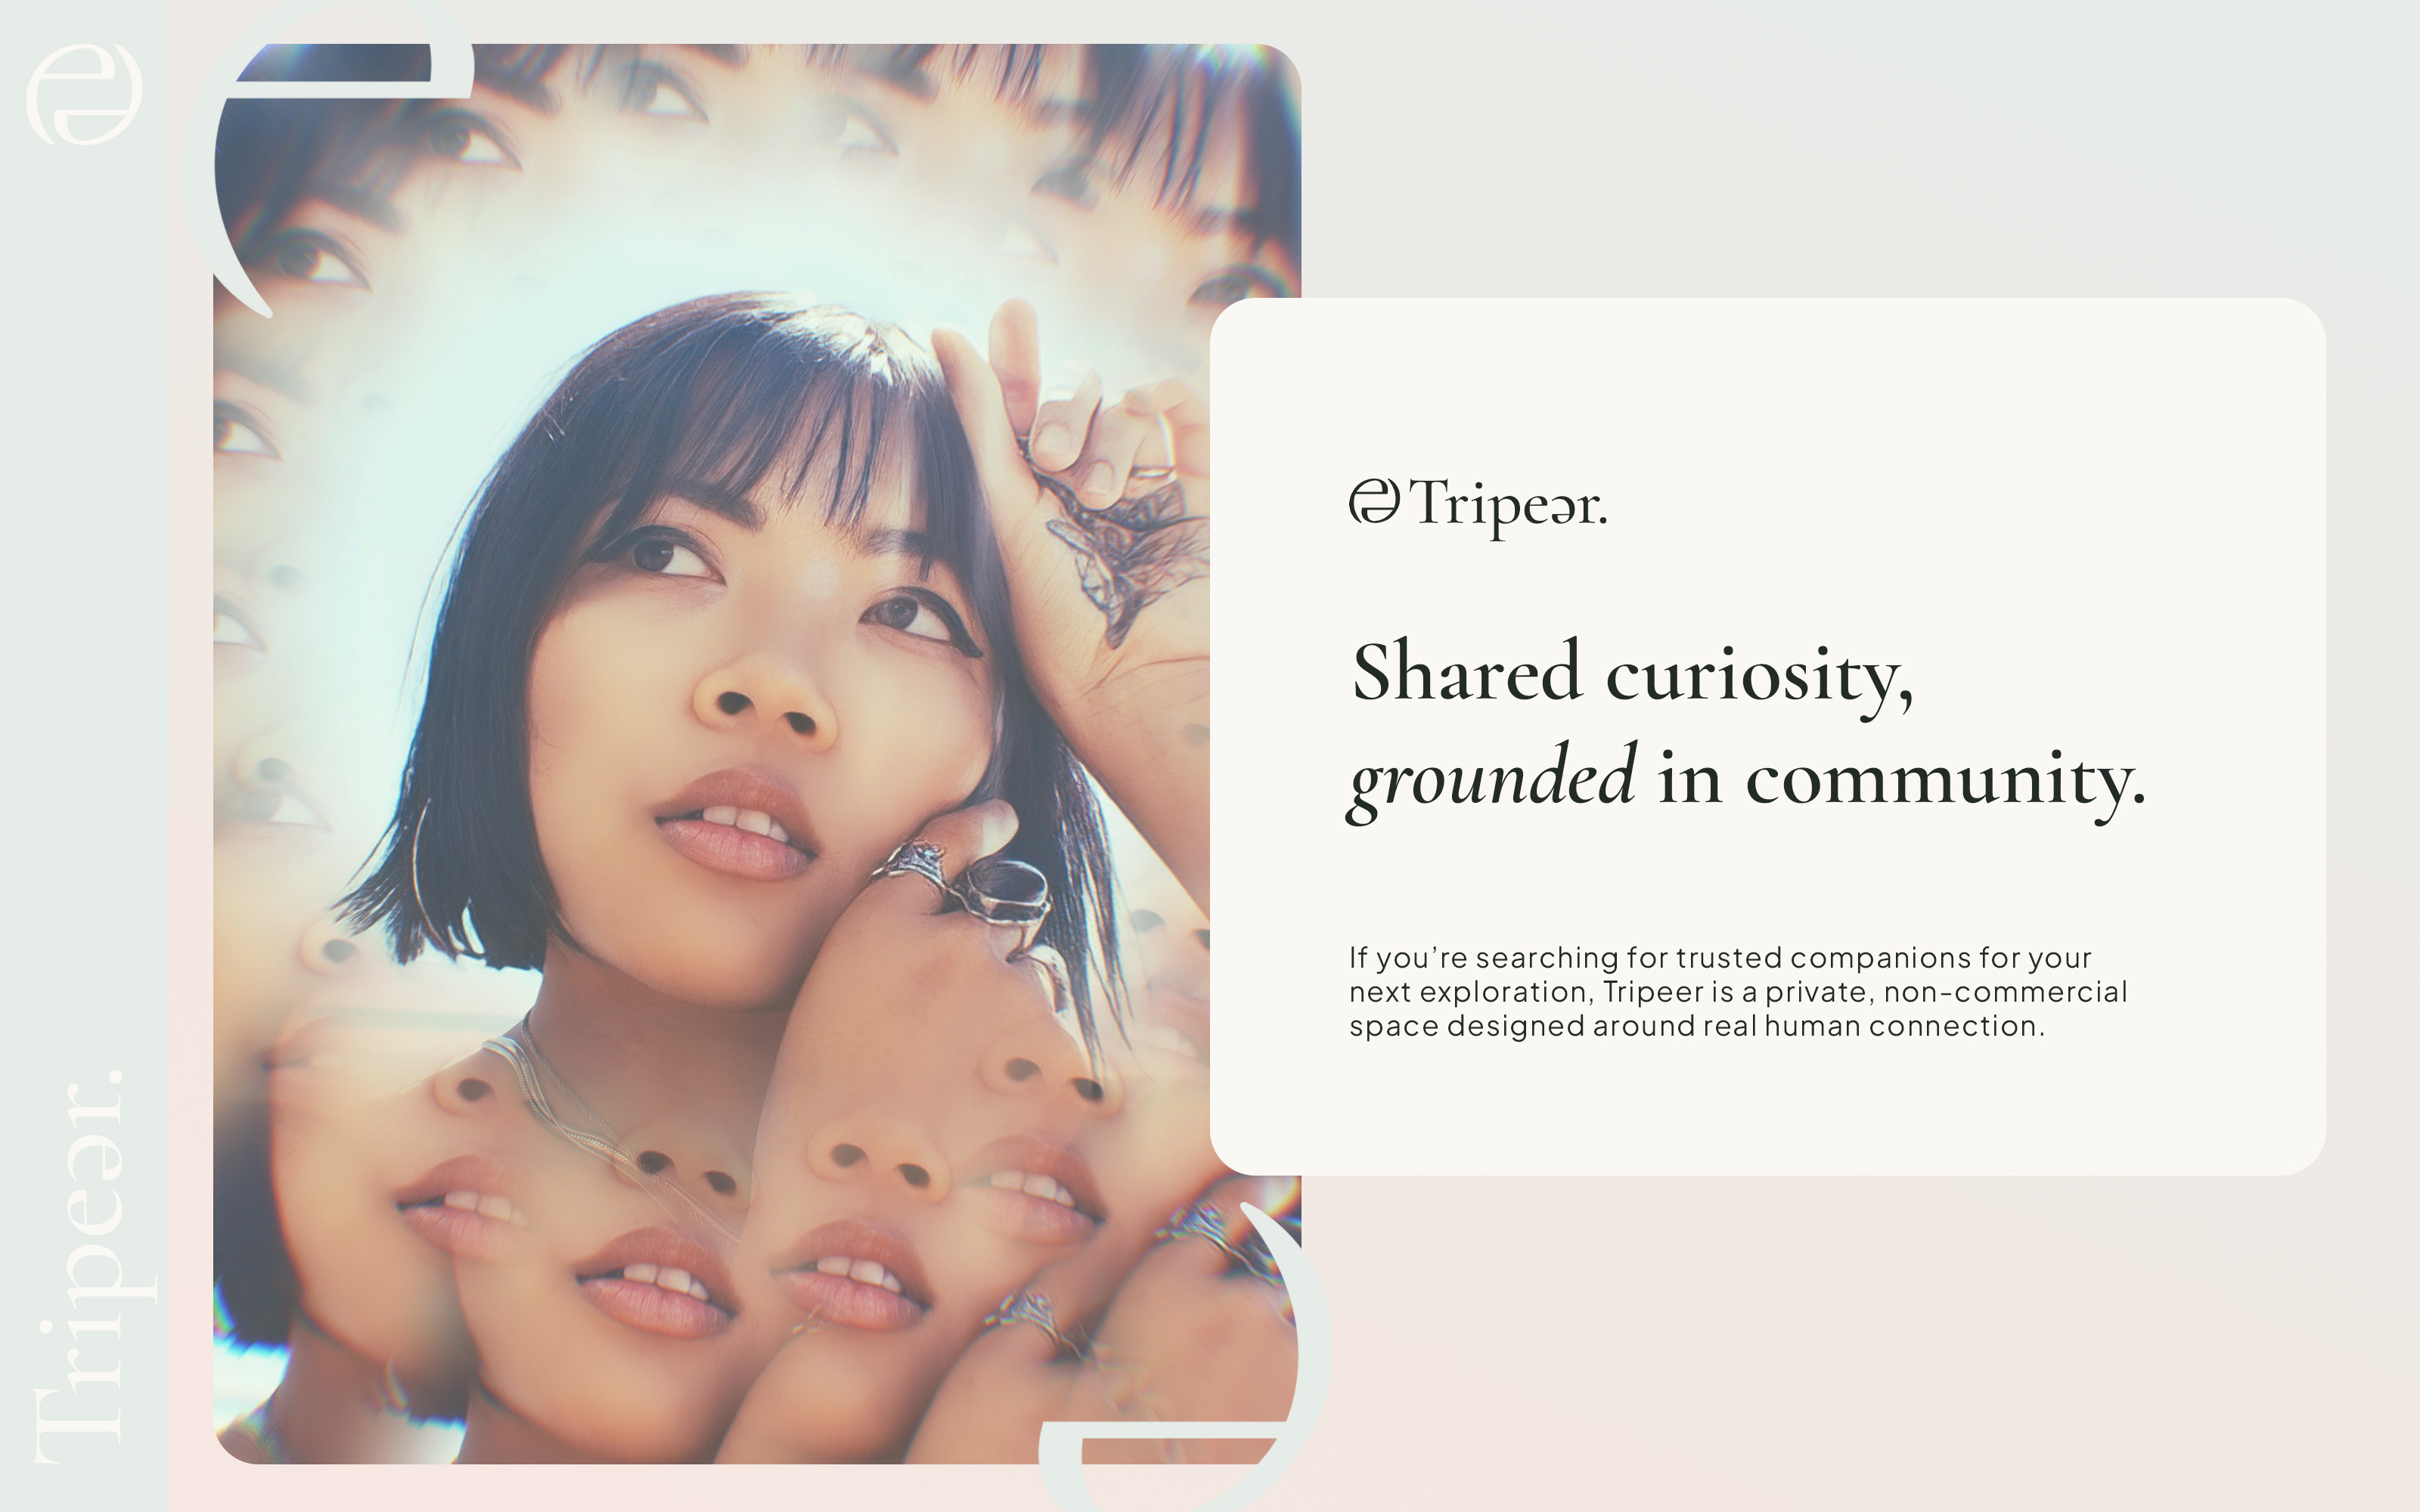 Tripeər.
Tripeər.
Shared curiosity,
grounded in community.
If you’re searching for trusted companions for your
next exploration, Tripeer is a private, non-commercial
space designed around real human connection.